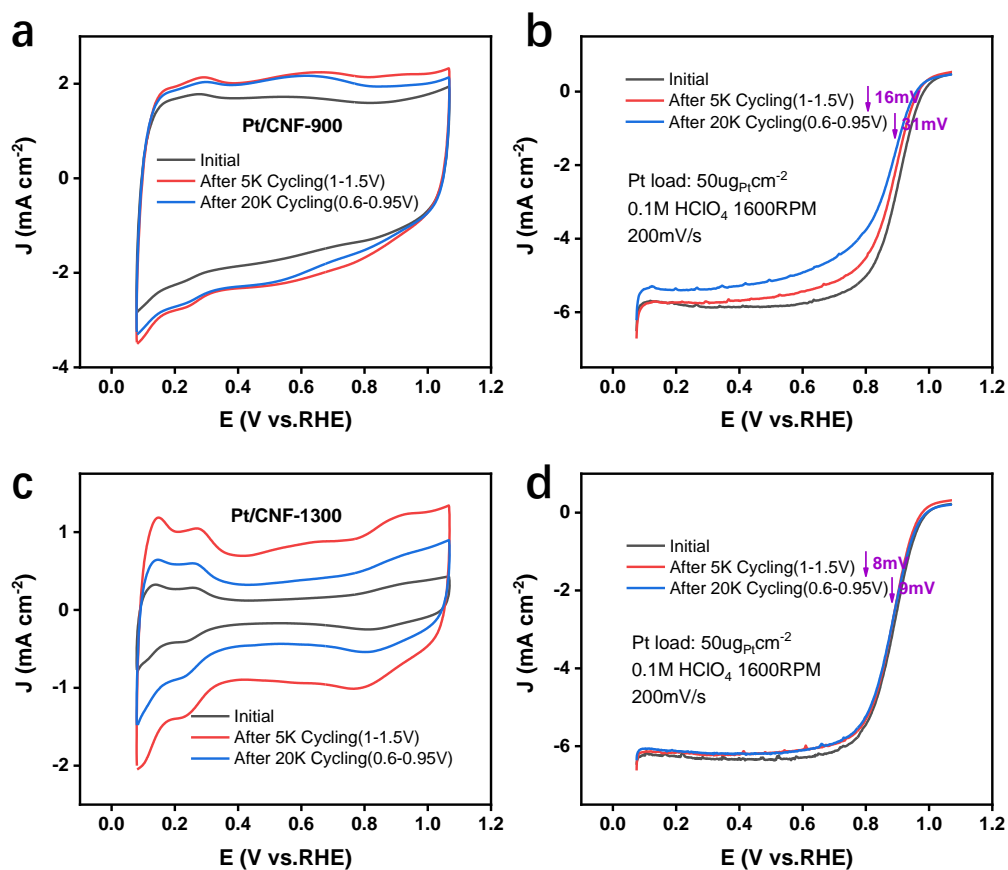 a
J (mA cm-2)
2
0
-2
-4
Pt/CNF-900
Initial
After 5K Cycling(1-1.5V)
After 20K Cycling(0.6-0.95V)
0.0 0.2 0.4 0.6 0.8 1.0 1.2
E (V vs.RHE)
b
J (mA cm-2)
0
-2
-4
-6
Initial
After 5K Cycling(1-1.5V) 16mV
After 20K Cycling(0.6-0.95V) 31mV
Pt load: 50ugPtcm-2
0.1M HClO4 1600RPM
200mV/s
0.0 0.2 0.4 0.6 0.8 1.0 1.2
E (V vs.RHE)
c
J (mA cm-2)
1
0
-1
-2
Pt/CNF-1300
Initial
After 5K Cycling(1-1.5V)
After 20K Cycling(0.6-0.95V)
0.0 0.2 0.4 0.6 0.8 1.0 1.2
E (V vs.RHE)
d
J (mA cm-2)
0
-2
-4
-6
Initial
After 5K Cycling(1-1.5V) 8mV
After 20K Cycling(0.6-0.95V) 9mV
Pt load: 50ugPtcm-2
0.1M HClO4 1600RPM
200mV/s
0.0 0.2 0.4 0.6 0.8 1.0 1.2
E (V vs.RHE)